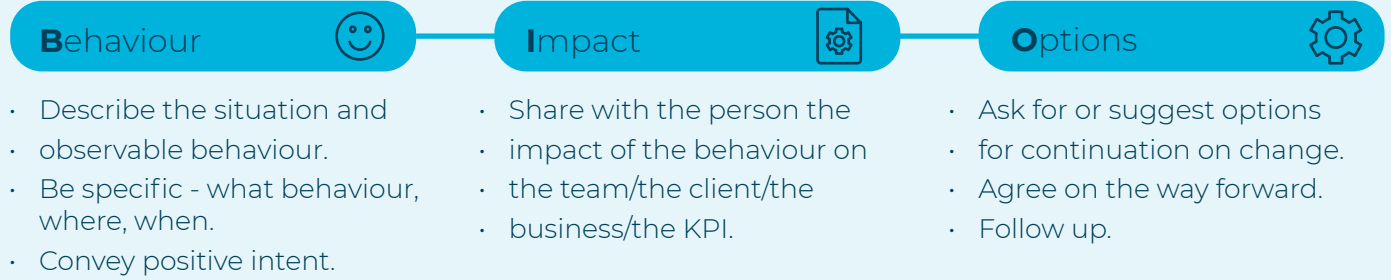 Behaviour
· Describe the situation and
· observable behaviour.
· Be specific - what behaviour,
where, when.
· Convey positive intent.
Impact
· Share with the person the
· impact of the behaviour on
· the team/the client/the
· business/the KPI.
Options
· Ask for or suggest options
· for continuation on change.
· Agree on the way forward.
· Follow up.